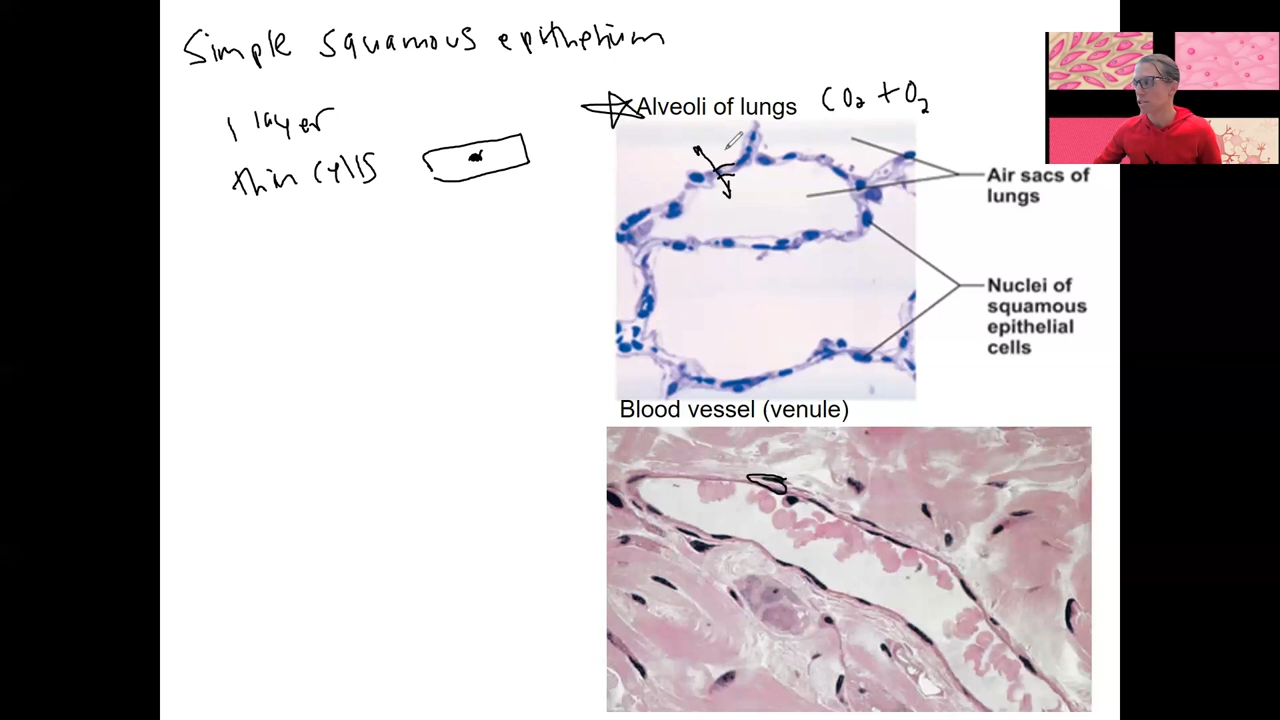 Simple squamous epithelium
1 layer
thin cells
Alveoli of lungs
CO2 + O2
Air sacs of
lungs
Nuclei of
squamous
epithelial
cells
Blood vessel (venule)